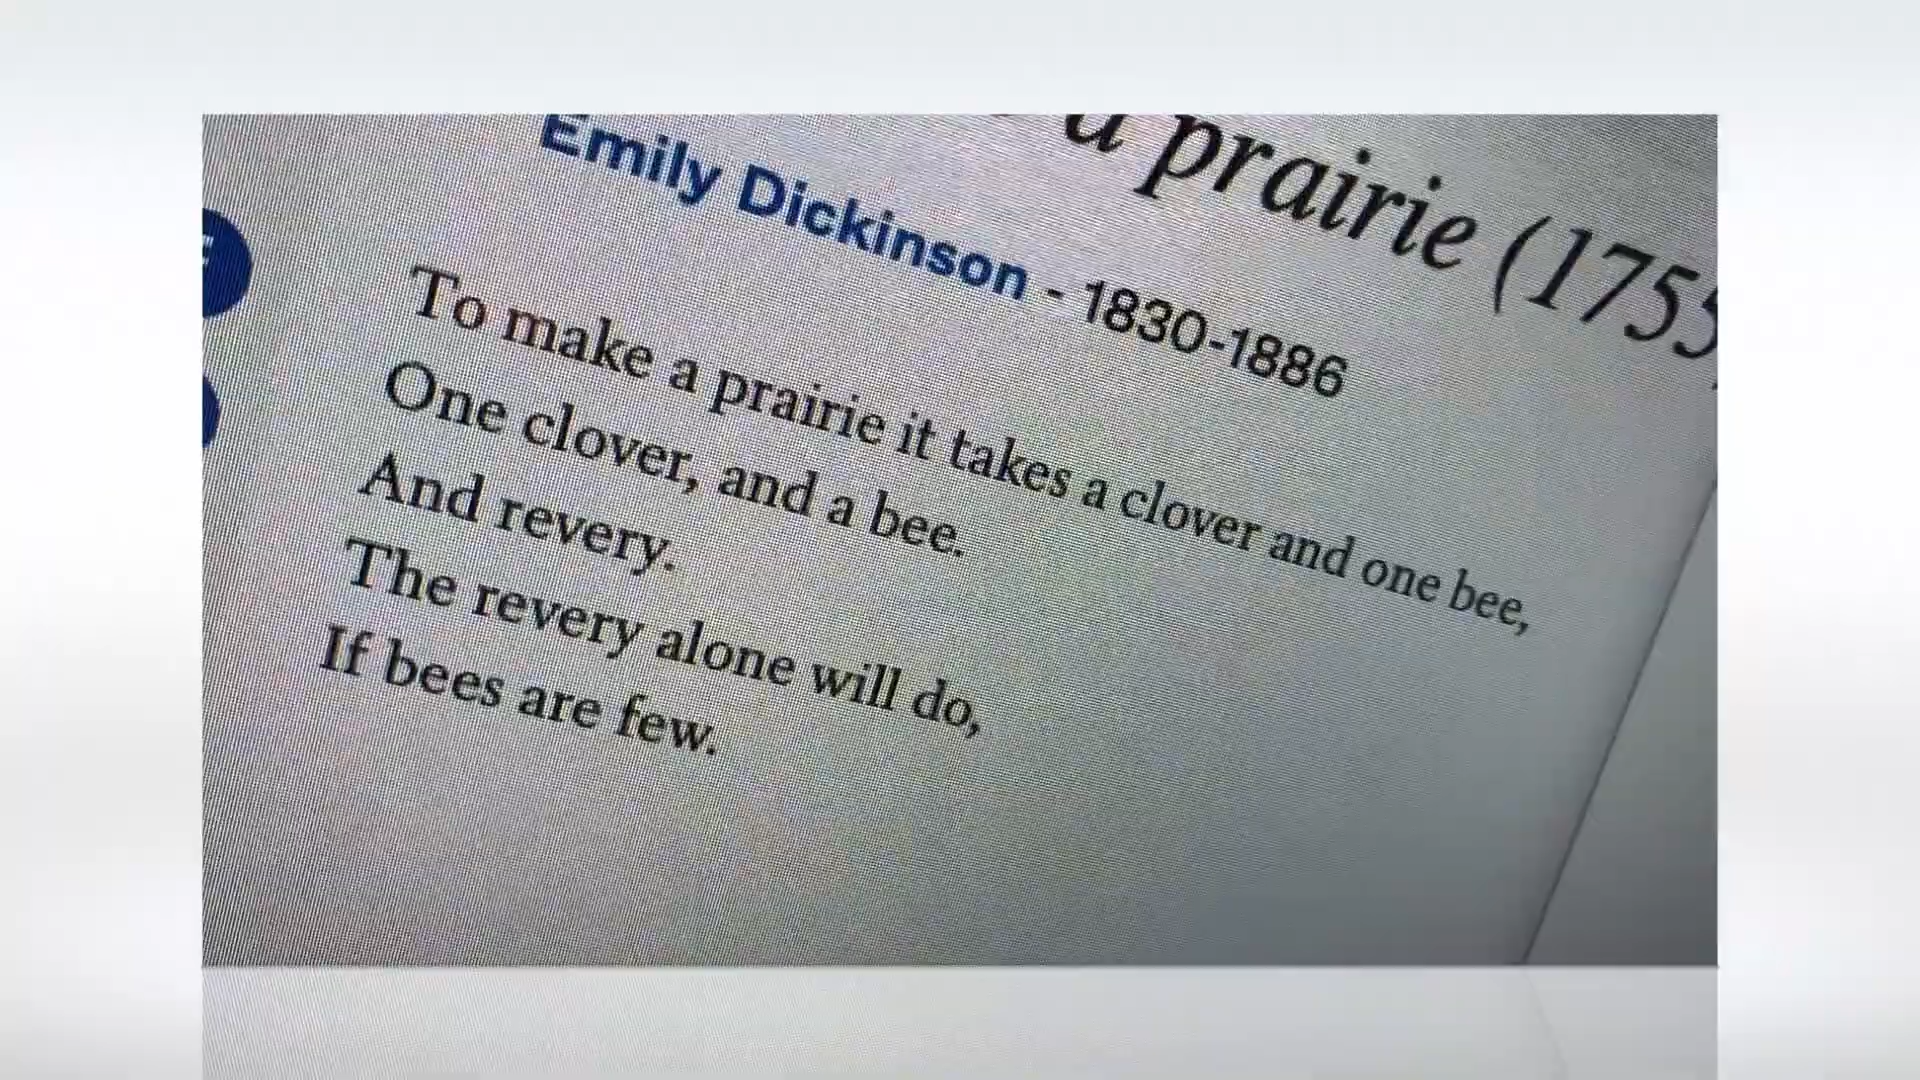 a prairie (1755
Emily Dickinson - 1830-1886
To make a prairie it takes a clover and one bee,
One clover, and a bee.
And revery.
The revery alone will do,
If bees are few.